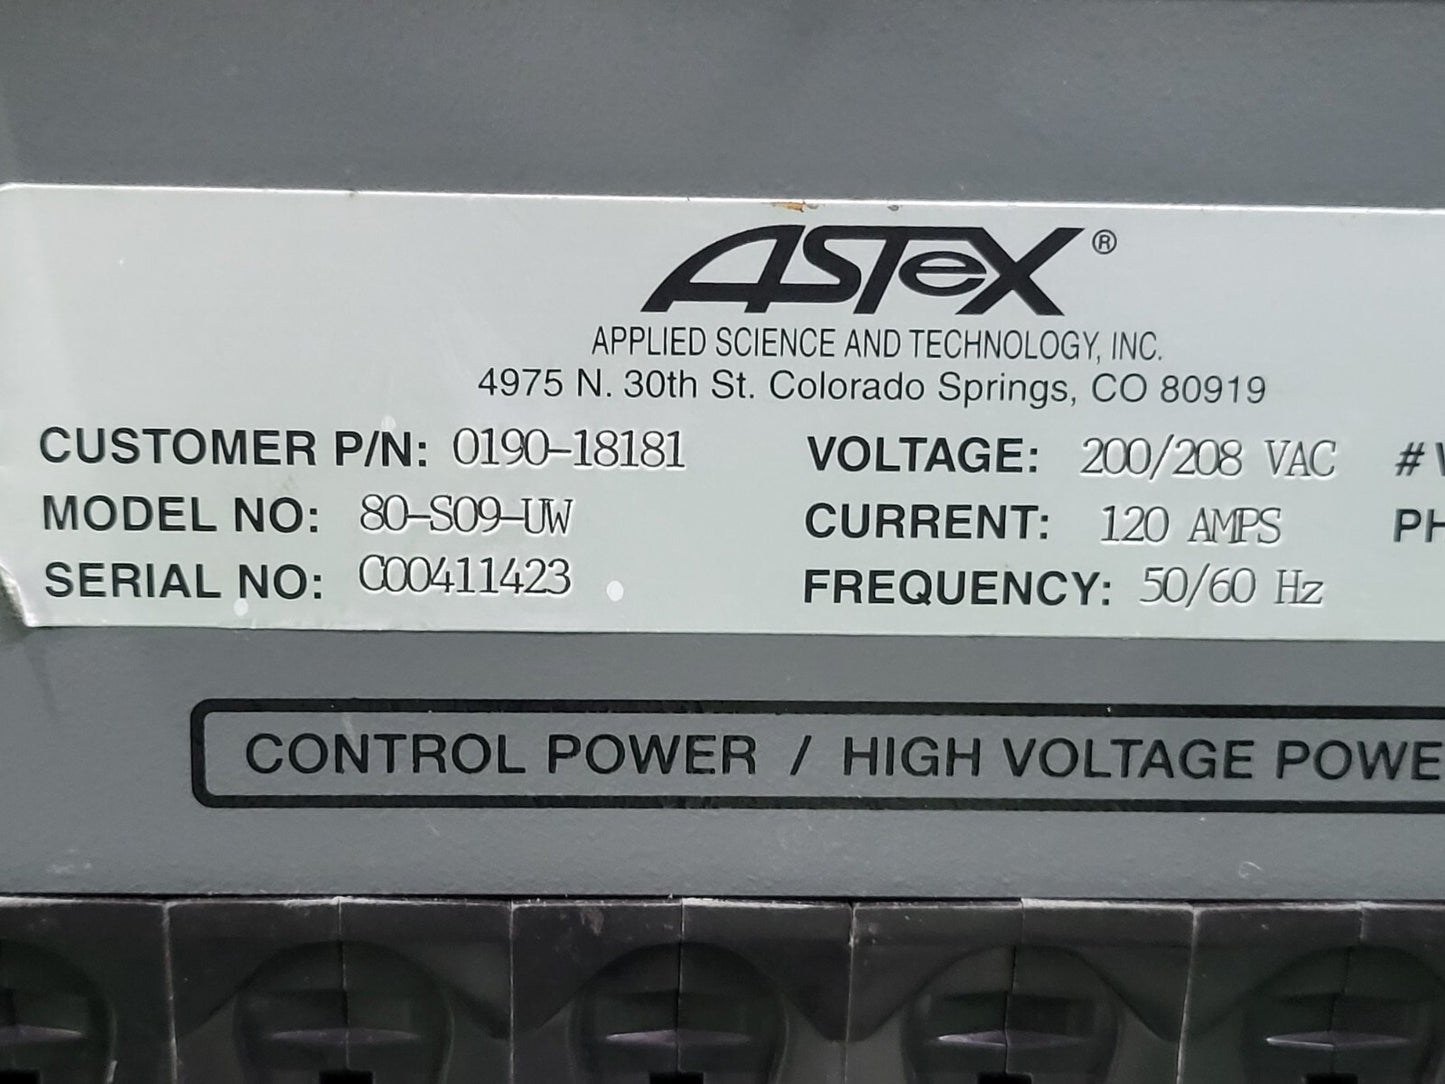 ASTeX®
APPLIED SCIENCE AND TECHNOLOGY, INC.
4975 N. 30th St. Colorado Springs, CO 80919
CUSTOMER P/N: 0190-18181 VOLTAGE: 200/208 VAC #
MODEL NO: 80-S09-UW CURRENT: 120 AMPS PH
SERIAL NO: C00411423 FREQUENCY: 50/60 Hz
CONTROL POWER / HIGH VOLTAGE POWE